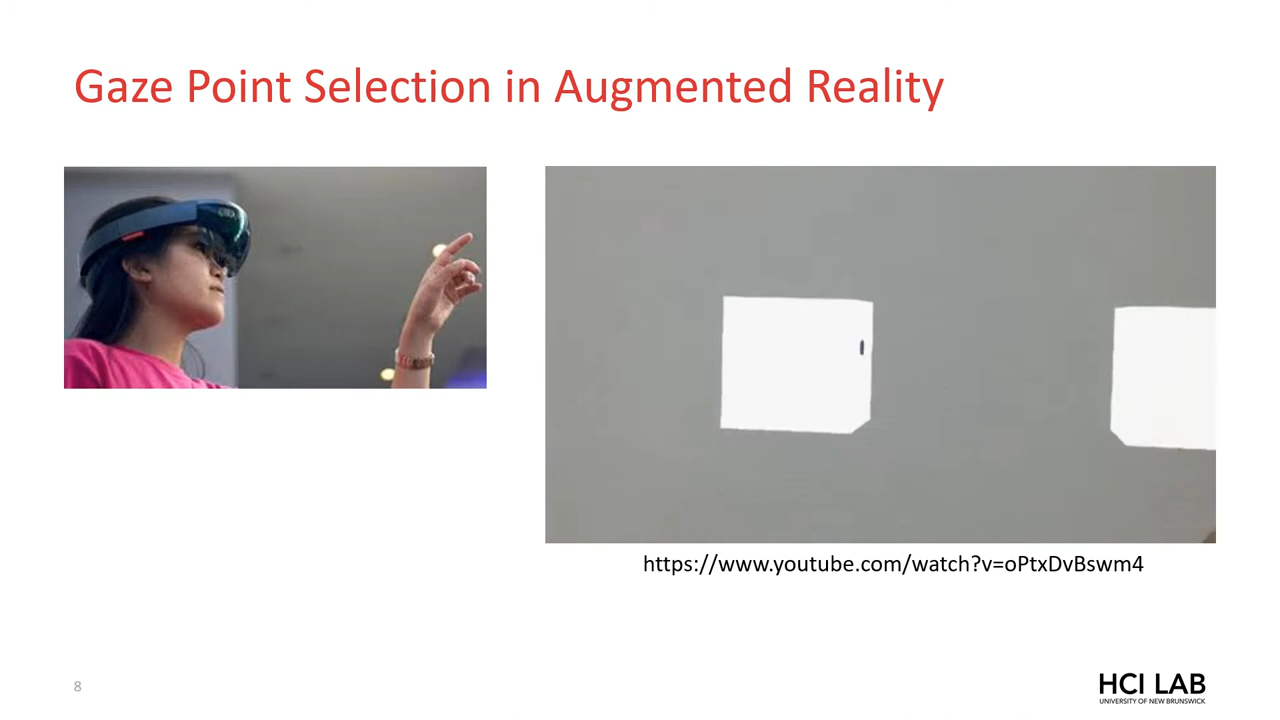 Gaze Point Selection in Augmented Reality
https://www.youtube.com/watch?v=oPtxDvBswm4
8
HCI LAB
UNIVERSITY OF NEW BRUNSWICK